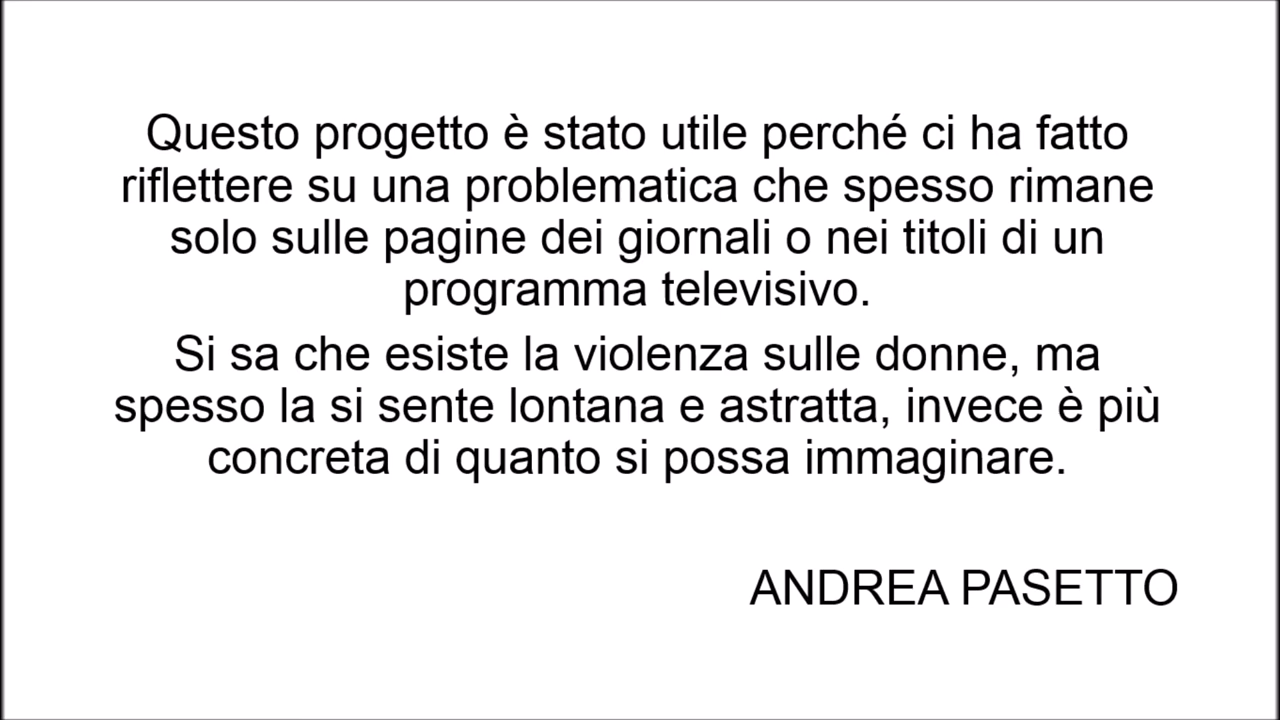 Questo progetto è stato utile perché ci ha fatto
riflettere su una problematica che spesso rimane
solo sulle pagine dei giornali o nei titoli di un
programma televisivo.
Si sa che esiste la violenza sulle donne, ma
spesso la si sente lontana e astratta, invece è più
concreta di quanto si possa immaginare.
ANDREA PASETTO